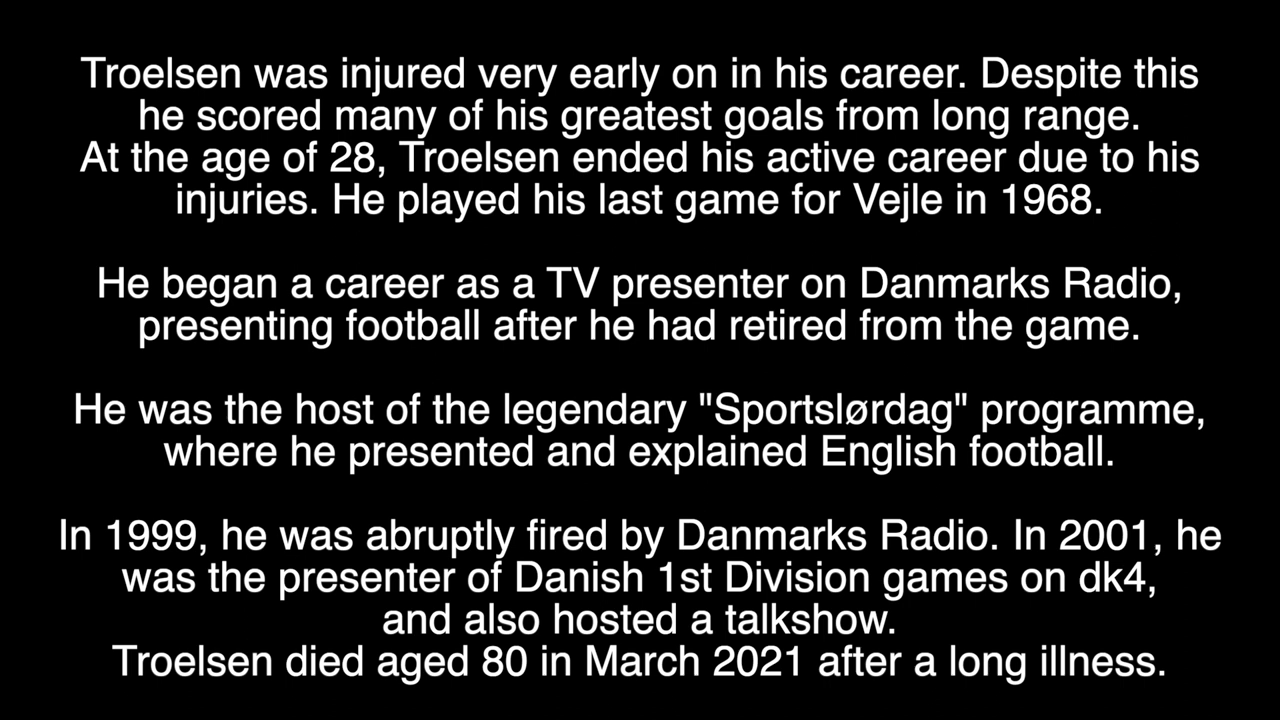 Troelsen was injured very early on in his career. Despite this
he scored many of his greatest goals from long range.
At the age of 28, Troelsen ended his active career due to his
injuries. He played his last game for Vejle in 1968.
He began a career as a TV presenter on Danmarks Radio,
presenting football after he had retired from the game.
He was the host of the legendary "Sportslørdag" programme,
where he presented and explained English football.
In 1999, he was abruptly fired by Danmarks Radio. In 2001, he
was the presenter of Danish 1st Division games on dk4,
and also hosted a talkshow.
Troelsen died aged 80 in March 2021 after a long illness.